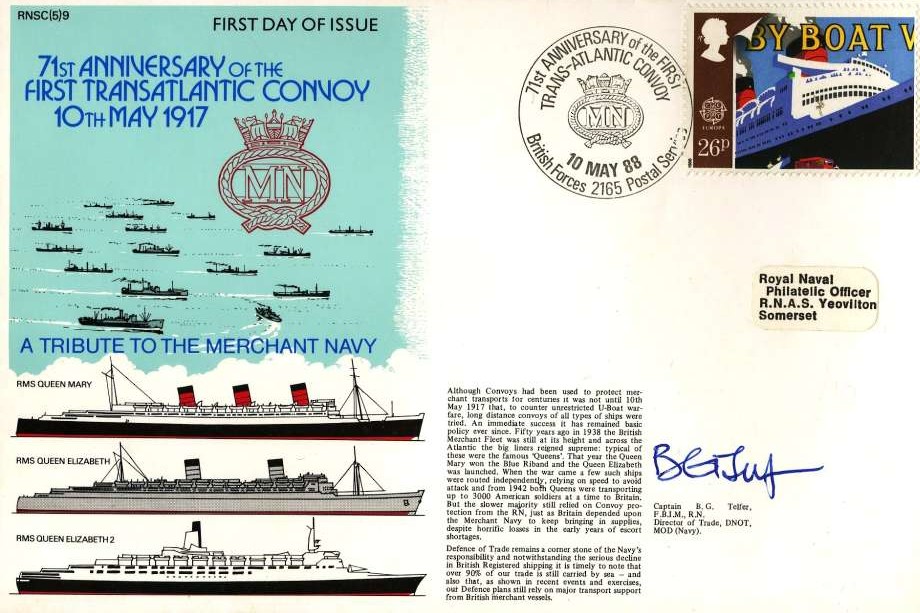 RNSC(5)9
FIRST DAY OF ISSUE
71ST ANNIVERSARY OF THE
FIRST TRANSATLANTIC CONVOY
10TH MAY 1917
MN
A TRIBUTE TO THE MERCHANT NAVY
RMS QUEEN MARY
RMS QUEEN ELIZABETH
RMS QUEEN ELIZABETH 2
71st ANNIVERSARY of the FIRST
TRANS-ATLANTIC CONVOY
MN
10 MAY 88
British Forces 2165 Postal Service
BY BOAT
EUROPA
26P
Royal Naval
Philatelic Officer
R.N.A.S. Yeovilton
Somerset
Although Convoys had been used to protect mer-
chant transports for centuries it was not until 10th
May 1917 that, to counter unrestricted U-Boat war-
fare, long distance convoys of all types of ships were
tried. An immediate success it has remained basic
policy ever since. Fifty years ago in 1938 the British
Merchant Fleet was still at its height and across the
Atlantic the big liners reigned supreme: typical of
these were the famous 'Queens'. That year the Queen
Mary won the Blue Riband and the Queen Elizabeth
was launched. When the war came a few such ships
were routed independently, relying on speed to avoid
attack and from 1942 both Queens were transporting
up to 3000 American soldiers at a time to Britain.
But the slower majority still relied on Convoy pro-
tection from the RN, just as Britain depended upon
the Merchant Navy to keep bringing in supplies,
despite horrific losses in the early years of escort
shortages.
Defence of Trade remains a corner stone of the Navy's
responsibility and notwithstanding the serious decline
in British Registered shipping it is timely to note that
over 90% of our trade is still carried by sea – and
also that, as shown in recent events and exercises,
our Defence plans still rely on major transport support
from British merchant vessels.
Captain B. G. Telfer,
F.B.I.M., R.N.
Director of Trade, DNOT,
MOD (Navy).